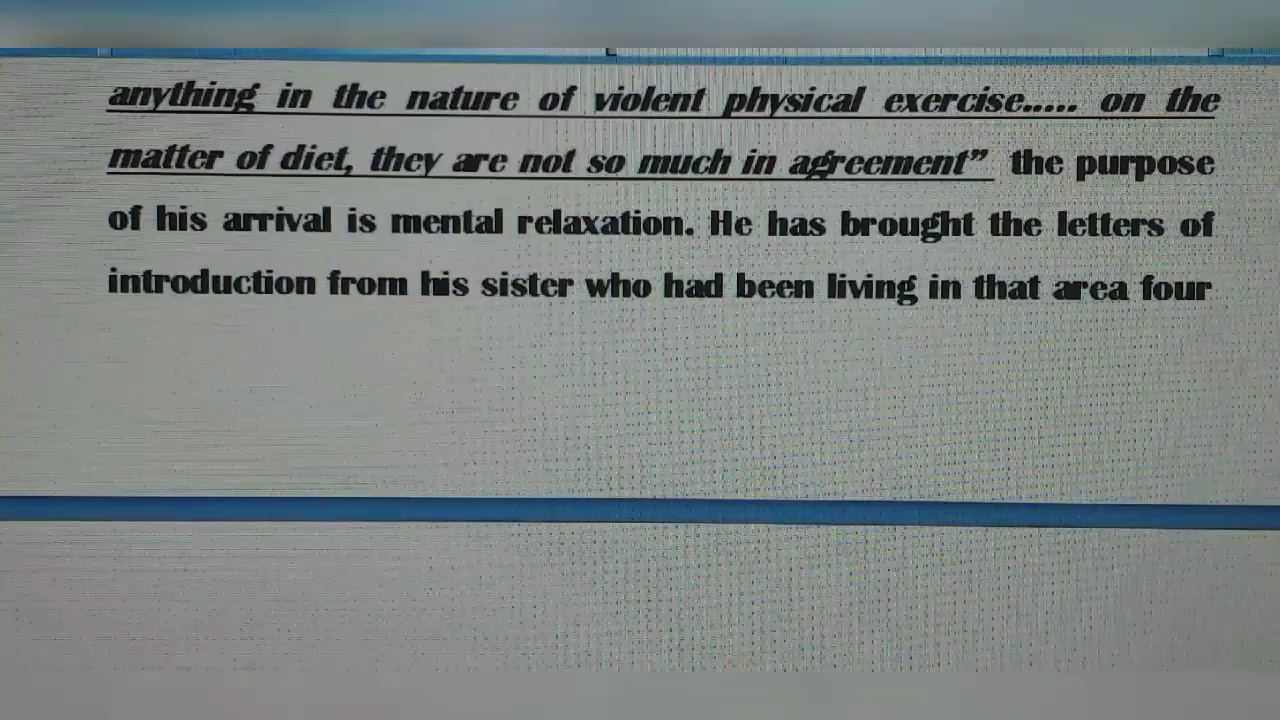 anything in the nature of violent physical exercise..... on the
matter of diet, they are not so much in agreement” the purpose
of his arrival is mental relaxation. He has brought the letters of
introduction from his sister who had been living in that area four